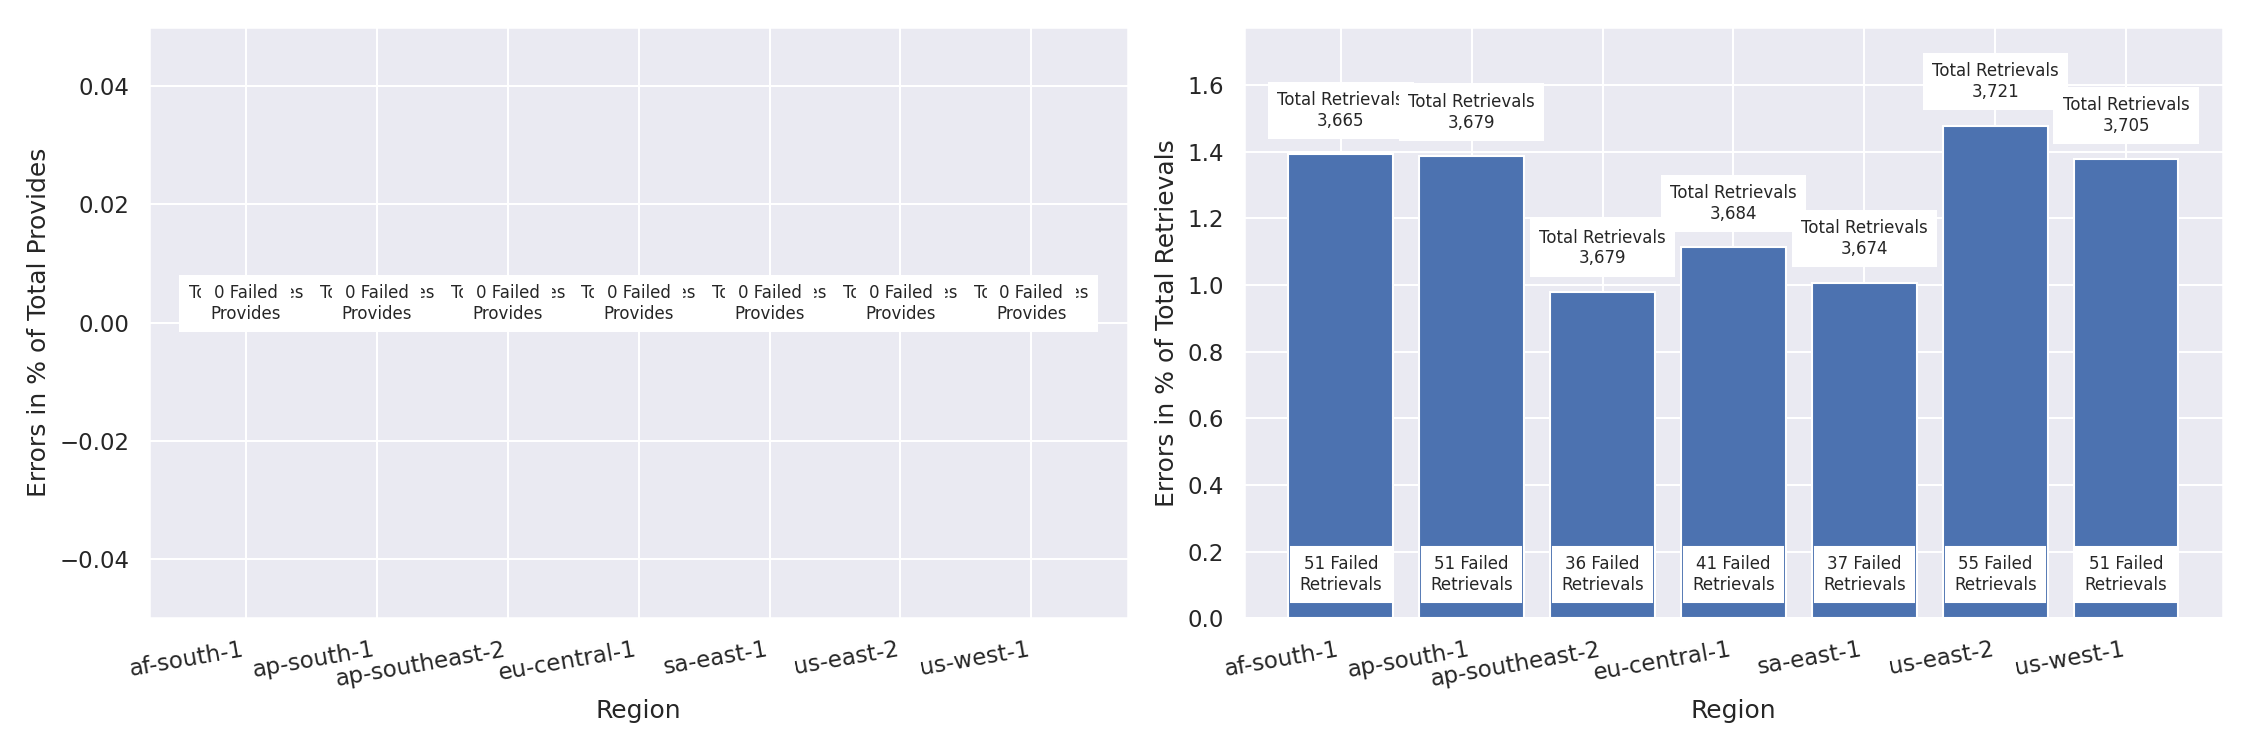 Errors in % of Total Provides
0.04
0.02
0.00
−0.02
−0.04
0 Failed
Provides
0 Failed
Provides
0 Failed
Provides
0 Failed
Provides
0 Failed
Provides
0 Failed
Provides
0 Failed
Provides
af-south-1
ap-south-1
ap-southeast-2
eu-central-1
sa-east-1
us-east-2
us-west-1
Region
Errors in % of Total Retrievals
1.6
1.4
1.2
1.0
0.8
0.6
0.4
0.2
0.0
Total Retrievals
3,665
Total Retrievals
3,679
Total Retrievals
3,679
Total Retrievals
3,684
Total Retrievals
3,674
Total Retrievals
3,721
Total Retrievals
3,705
51 Failed
Retrievals
51 Failed
Retrievals
36 Failed
Retrievals
41 Failed
Retrievals
37 Failed
Retrievals
55 Failed
Retrievals
51 Failed
Retrievals
af-south-1
ap-south-1
ap-southeast-2
eu-central-1
sa-east-1
us-east-2
us-west-1
Region